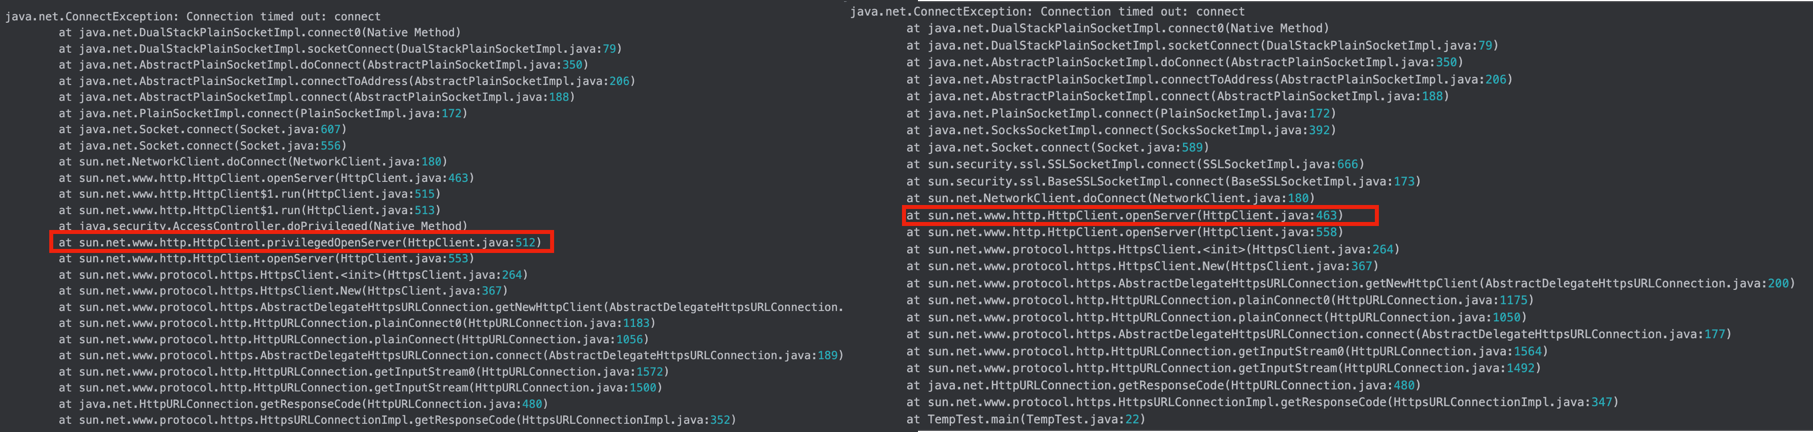 java.net.ConnectException: Connection timed out: connect
at java.net.DualStackPlainSocketImpl.connect0(Native Method)
at java.net.DualStackPlainSocketImpl.socketConnect(DualStackPlainSocketImpl.java:79)
at java.net.AbstractPlainSocketImpl.doConnect(AbstractPlainSocketImpl.java:350)
at java.net.AbstractPlainSocketImpl.connectToAddress(AbstractPlainSocketImpl.java:206)
at java.net.AbstractPlainSocketImpl.connect(AbstractPlainSocketImpl.java:188)
at java.net.PlainSocketImpl.connect(PlainSocketImpl.java:172)
at java.net.Socket.connect(Socket.java:607)
at java.net.Socket.connect(Socket.java:556)
at sun.net.NetworkClient.doConnect(NetworkClient.java:180)
at sun.net.www.http.HttpClient.openServer(HttpClient.java:463)
at sun.net.www.http.HttpClient$1.run(HttpClient.java:515)
at sun.net.www.http.HttpClient$1.run(HttpClient.java:513)
at java.security.AccessController.doPrivileged(Native Method)
at sun.net.www.http.HttpClient.privilegedOpenServer(HttpClient.java:512)
at sun.net.www.http.HttpClient.openServer(HttpClient.java:553)
at sun.net.www.protocol.https.HttpsClient.<init>(HttpsClient.java:264)
at sun.net.www.protocol.https.HttpsClient.New(HttpsClient.java:367)
at sun.net.www.protocol.https.AbstractDelegateHttpsURLConnection.getNewHttpClient(AbstractDelegateHttpsURLConnection.
at sun.net.www.protocol.http.HttpURLConnection.plainConnect0(HttpURLConnection.java:1183)
at sun.net.www.protocol.http.HttpURLConnection.plainConnect(HttpURLConnection.java:1056)
at sun.net.www.protocol.https.AbstractDelegateHttpsURLConnection.connect(AbstractDelegateHttpsURLConnection.java:189)
at sun.net.www.protocol.http.HttpURLConnection.getInputStream0(HttpURLConnection.java:1572)
at sun.net.www.protocol.http.HttpURLConnection.getInputStream(HttpURLConnection.java:1500)
at java.net.HttpURLConnection.getResponseCode(HttpURLConnection.java:480)
at sun.net.www.protocol.https.HttpsURLConnectionImpl.getResponseCode(HttpsURLConnectionImpl.java:352)
java.net.ConnectException: Connection timed out: connect
at java.net.DualStackPlainSocketImpl.connect0(Native Method)
at java.net.DualStackPlainSocketImpl.socketConnect(DualStackPlainSocketImpl.java:79)
at java.net.AbstractPlainSocketImpl.doConnect(AbstractPlainSocketImpl.java:350)
at java.net.AbstractPlainSocketImpl.connectToAddress(AbstractPlainSocketImpl.java:206)
at java.net.AbstractPlainSocketImpl.connect(AbstractPlainSocketImpl.java:188)
at java.net.PlainSocketImpl.connect(PlainSocketImpl.java:172)
at java.net.SocksSocketImpl.connect(SocksSocketImpl.java:392)
at java.net.Socket.connect(Socket.java:589)
at sun.security.ssl.SSLSocketImpl.connect(SSLSocketImpl.java:666)
at sun.security.ssl.BaseSSLSocketImpl.connect(BaseSSLSocketImpl.java:173)
at sun.net.NetworkClient.doConnect(NetworkClient.java:180)
at sun.net.www.http.HttpClient.openServer(HttpClient.java:463)
at sun.net.www.http.HttpClient.openServer(HttpClient.java:558)
at sun.net.www.protocol.https.HttpsClient.<init>(HttpsClient.java:264)
at sun.net.www.protocol.https.HttpsClient.New(HttpsClient.java:367)
at sun.net.www.protocol.https.AbstractDelegateHttpsURLConnection.getNewHttpClient(AbstractDelegateHttpsURLConnection.java:200)
at sun.net.www.protocol.http.HttpURLConnection.plainConnect0(HttpURLConnection.java:1175)
at sun.net.www.protocol.http.HttpURLConnection.plainConnect(HttpURLConnection.java:1050)
at sun.net.www.protocol.https.AbstractDelegateHttpsURLConnection.connect(AbstractDelegateHttpsURLConnection.java:177)
at sun.net.www.protocol.http.HttpURLConnection.getInputStream0(HttpURLConnection.java:1564)
at sun.net.www.protocol.http.HttpURLConnection.getInputStream(HttpURLConnection.java:1492)
at java.net.HttpURLConnection.getResponseCode(HttpURLConnection.java:480)
at sun.net.www.protocol.https.HttpsURLConnectionImpl.getResponseCode(HttpsURLConnectionImpl.java:347)
at TempTest.main(TempTest.java:22)